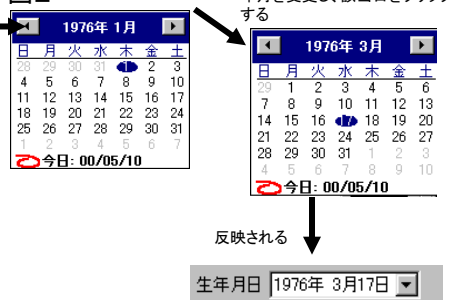 する
1976年 1月
日 月 火 水 木 金 土
28 29 30 31 1 2 3
4 5 6 7 8 9 10
11 12 13 14 15 16 17
18 19 20 21 22 23 24
25 26 27 28 29 30 31
1 2 3 4 5 6 7
今日: 00/05/10
1976年 3月
日 月 火 水 木 金 土
29 1 2 3 4 5 6
7 8 9 10 11 12 13
14 15 16 17 18 19 20
21 22 23 24 25 26 27
28 29 30 31 1 2 3
4 5 6 7 8 9 10
今日: 00/05/10
反映される
生年月日 1976年 3月17日